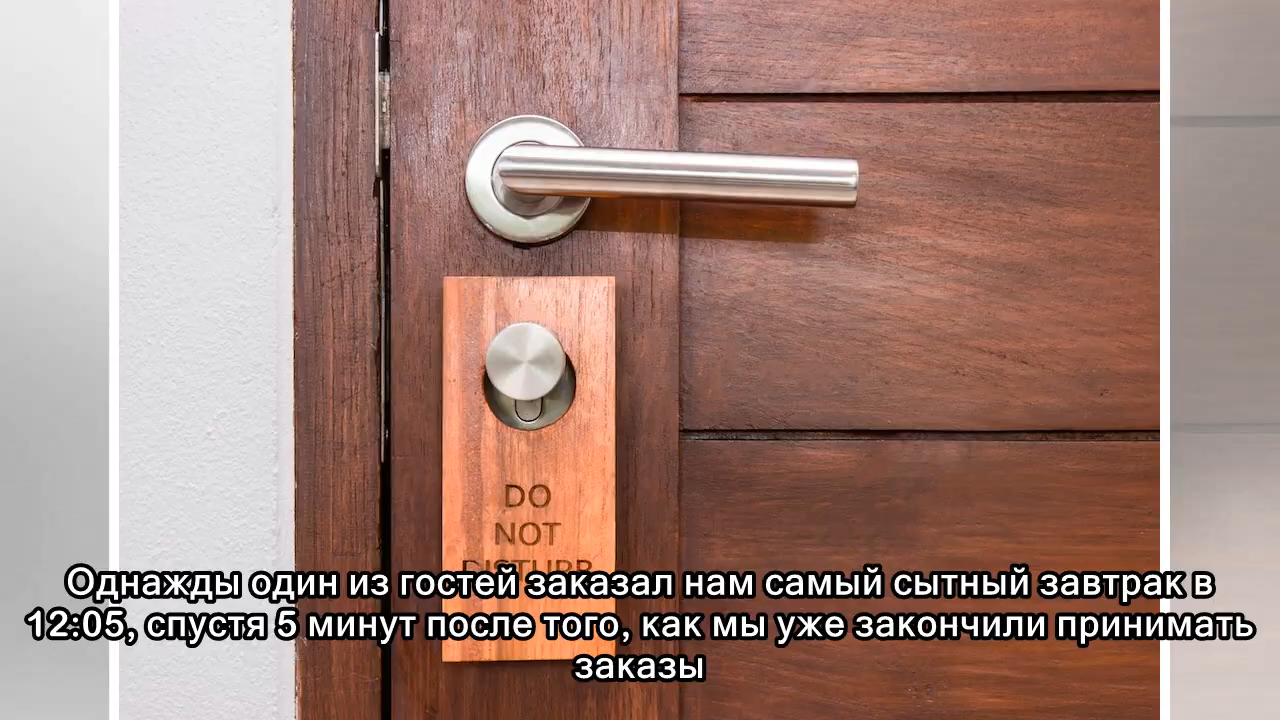 DO
NOT
DISTURB
Однажды один из гостей заказал нам самый сытный завтрак в
12:05, спустя 5 минут после того, как мы уже закончили принимать
заказы